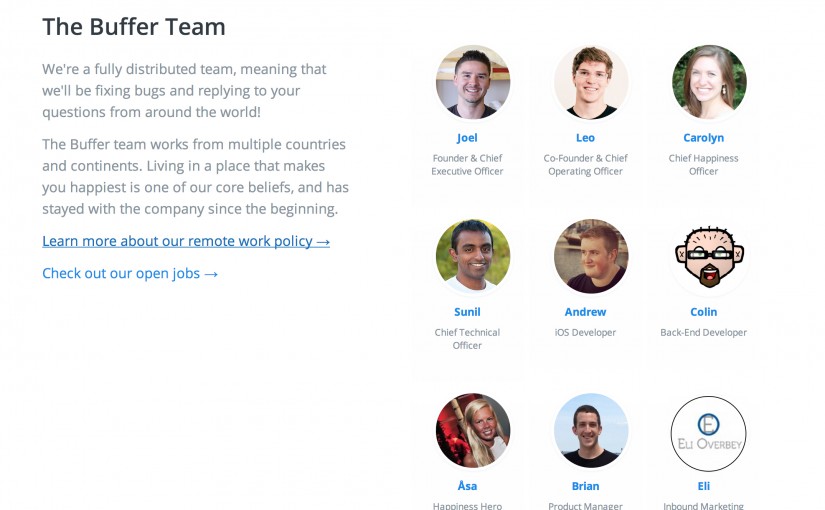 The Buffer Team
We're a fully distributed team, meaning that
we'll be fixing bugs and replying to your
questions from around the world!
The Buffer team works from multiple countries
and continents. Living in a place that makes
you happiest is one of our core beliefs, and has
stayed with the company since the beginning.
Learn more about our remote work policy →
Check out our open jobs →
Joel
Founder & Chief
Executive Officer
Leo
Co-Founder & Chief
Operating Officer
Carolyn
Chief Happiness
Officer
Sunil
Chief Technical
Officer
Andrew
iOS Developer
Colin
Back-End Developer
Åsa
Happiness Hero
Brian
Product Manager
E
ELI OVERBEY
Eli
Inbound Marketing